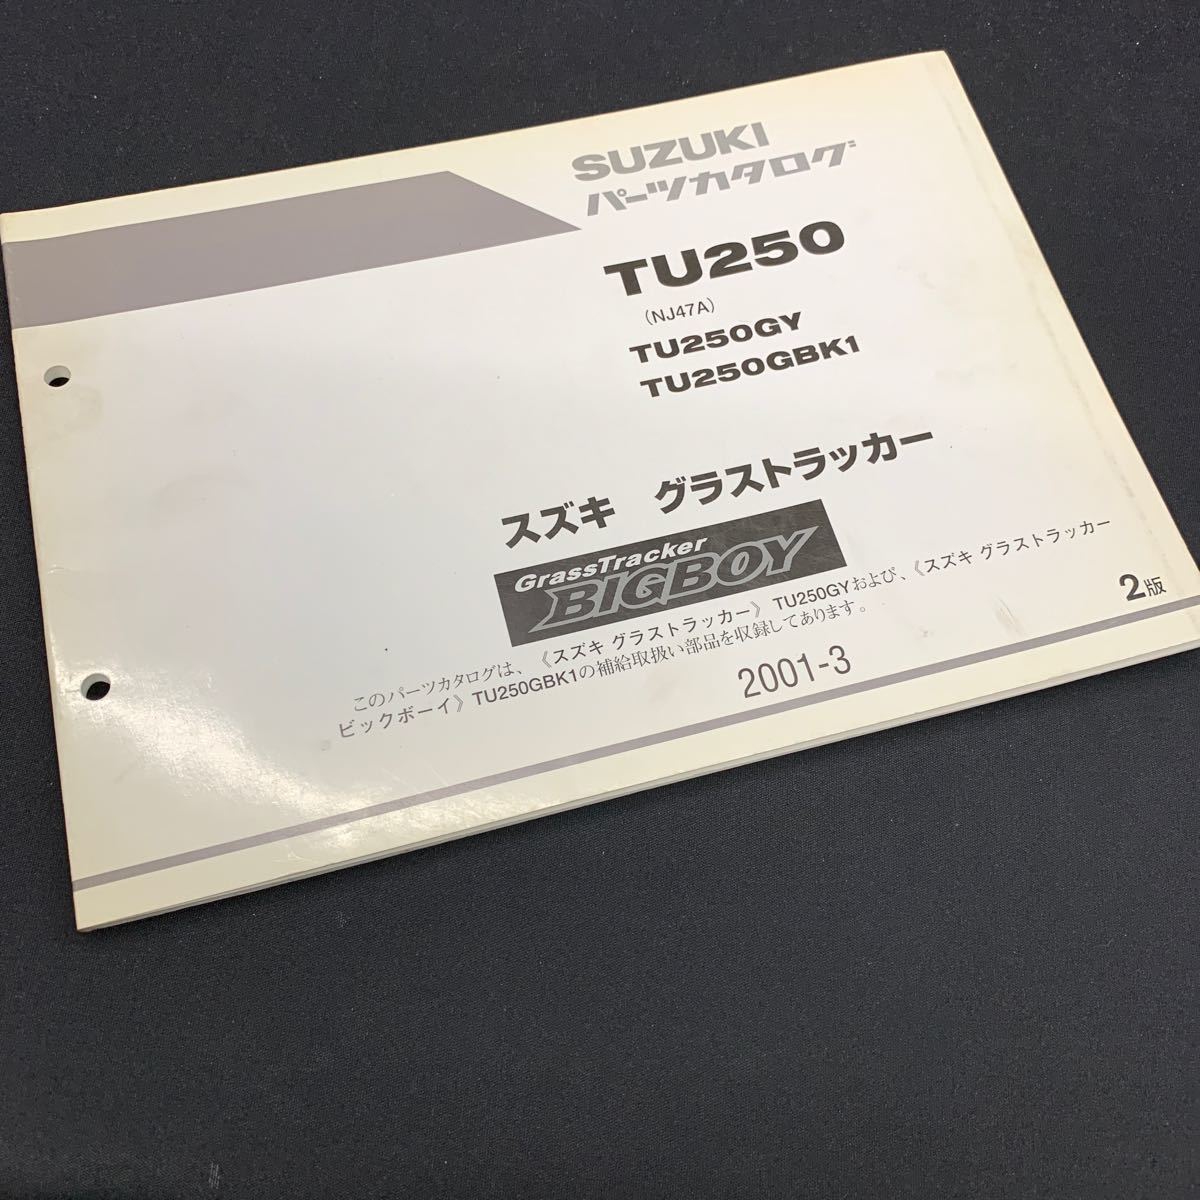 SUZUKI
パーツカタログ
TU250
(NJ47A)
TU250GY
TU250GBK1
スズキ グラストラッカー
GrassTracker
BIGBOY
このパーツカタログは、《スズキ グラストラッカー》TU250GYおよび、《スズキ グラストラッカー
ビックボーイ》TU250GBK1の補給取扱い部品を収録してあります。
2版
2001-3